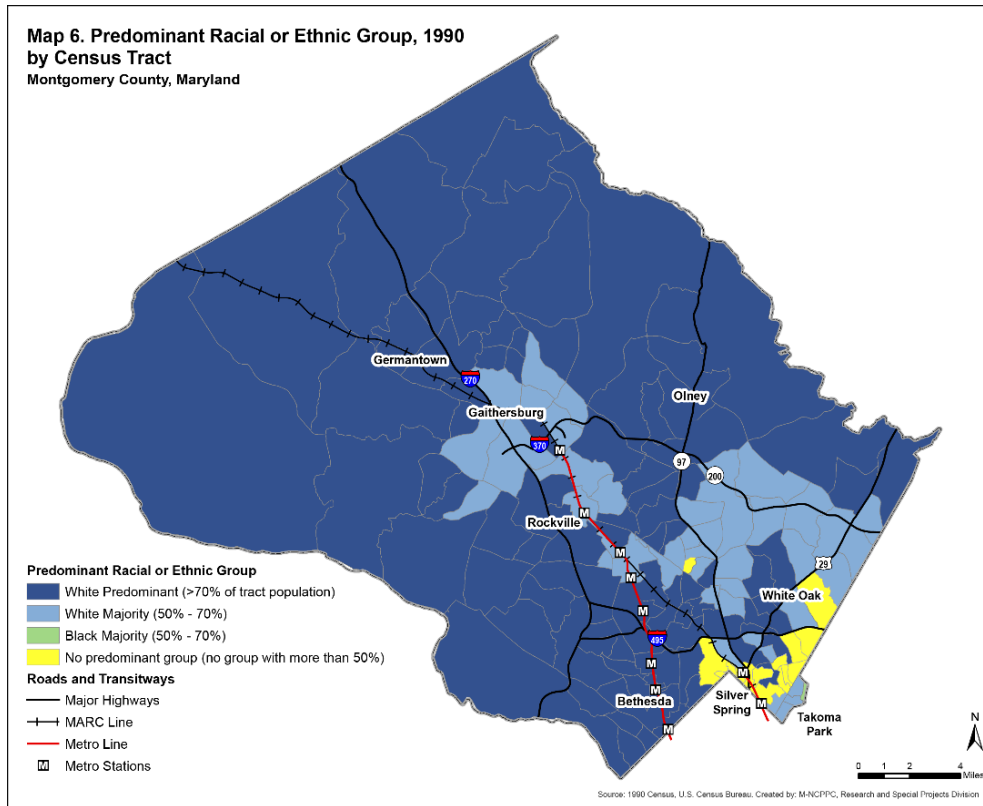 Map 6. Predominant Racial or Ethnic Group, 1990
by Census Tract
Montgomery County, Maryland
Germantown
270
Gaithersburg
Olney
370
M
97
200
Rockville
M
M
M
29
White Oak
M
495
M
M
M
Bethesda
Silver
Spring
M
Takoma
Park
M
Predominant Racial or Ethnic Group
White Predominant (>70% of tract population)
White Majority (50% - 70%)
Black Majority (50% - 70%)
No predominant group (no group with more than 50%)
Roads and Transitways
Major Highways
MARC Line
Metro Line
M Metro Stations
N
0 1 2 4
Miles
Source: 1990 Census, U.S. Census Bureau. Created by: M-NCPPC, Research and Special Projects Division